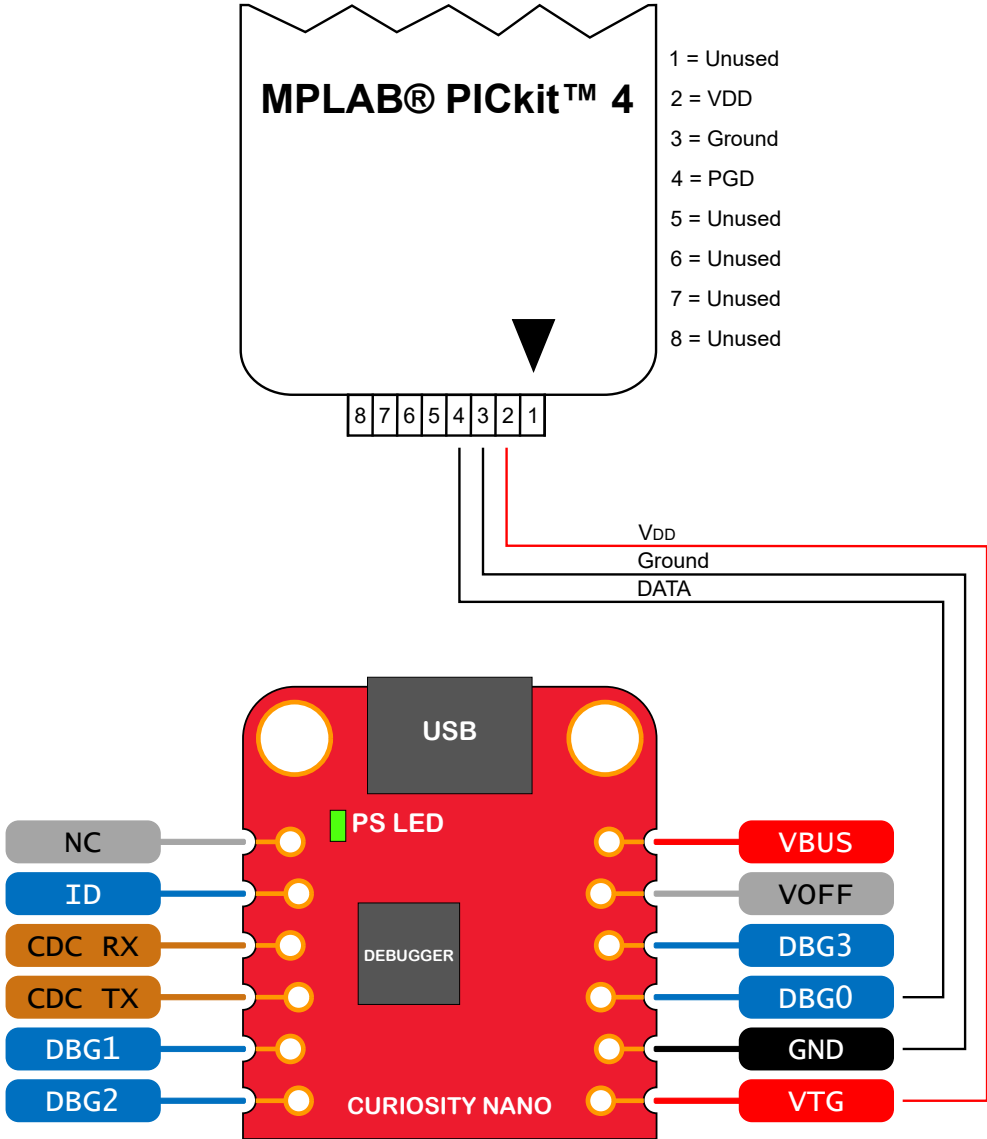 MPLAB® PICkit™ 4
1 = Unused
2 = VDD
3 = Ground
4 = PGD
5 = Unused
6 = Unused
7 = Unused
8 = Unused
8 7 6 5 4 3 2 1
VDD
Ground
DATA
USB
PS LED
DEBUGGER
CURIOSITY NANO
NC
ID
CDC RX
CDC TX
DBG1
DBG2
VBUS
VOFF
DBG3
DBG0
GND
VTG